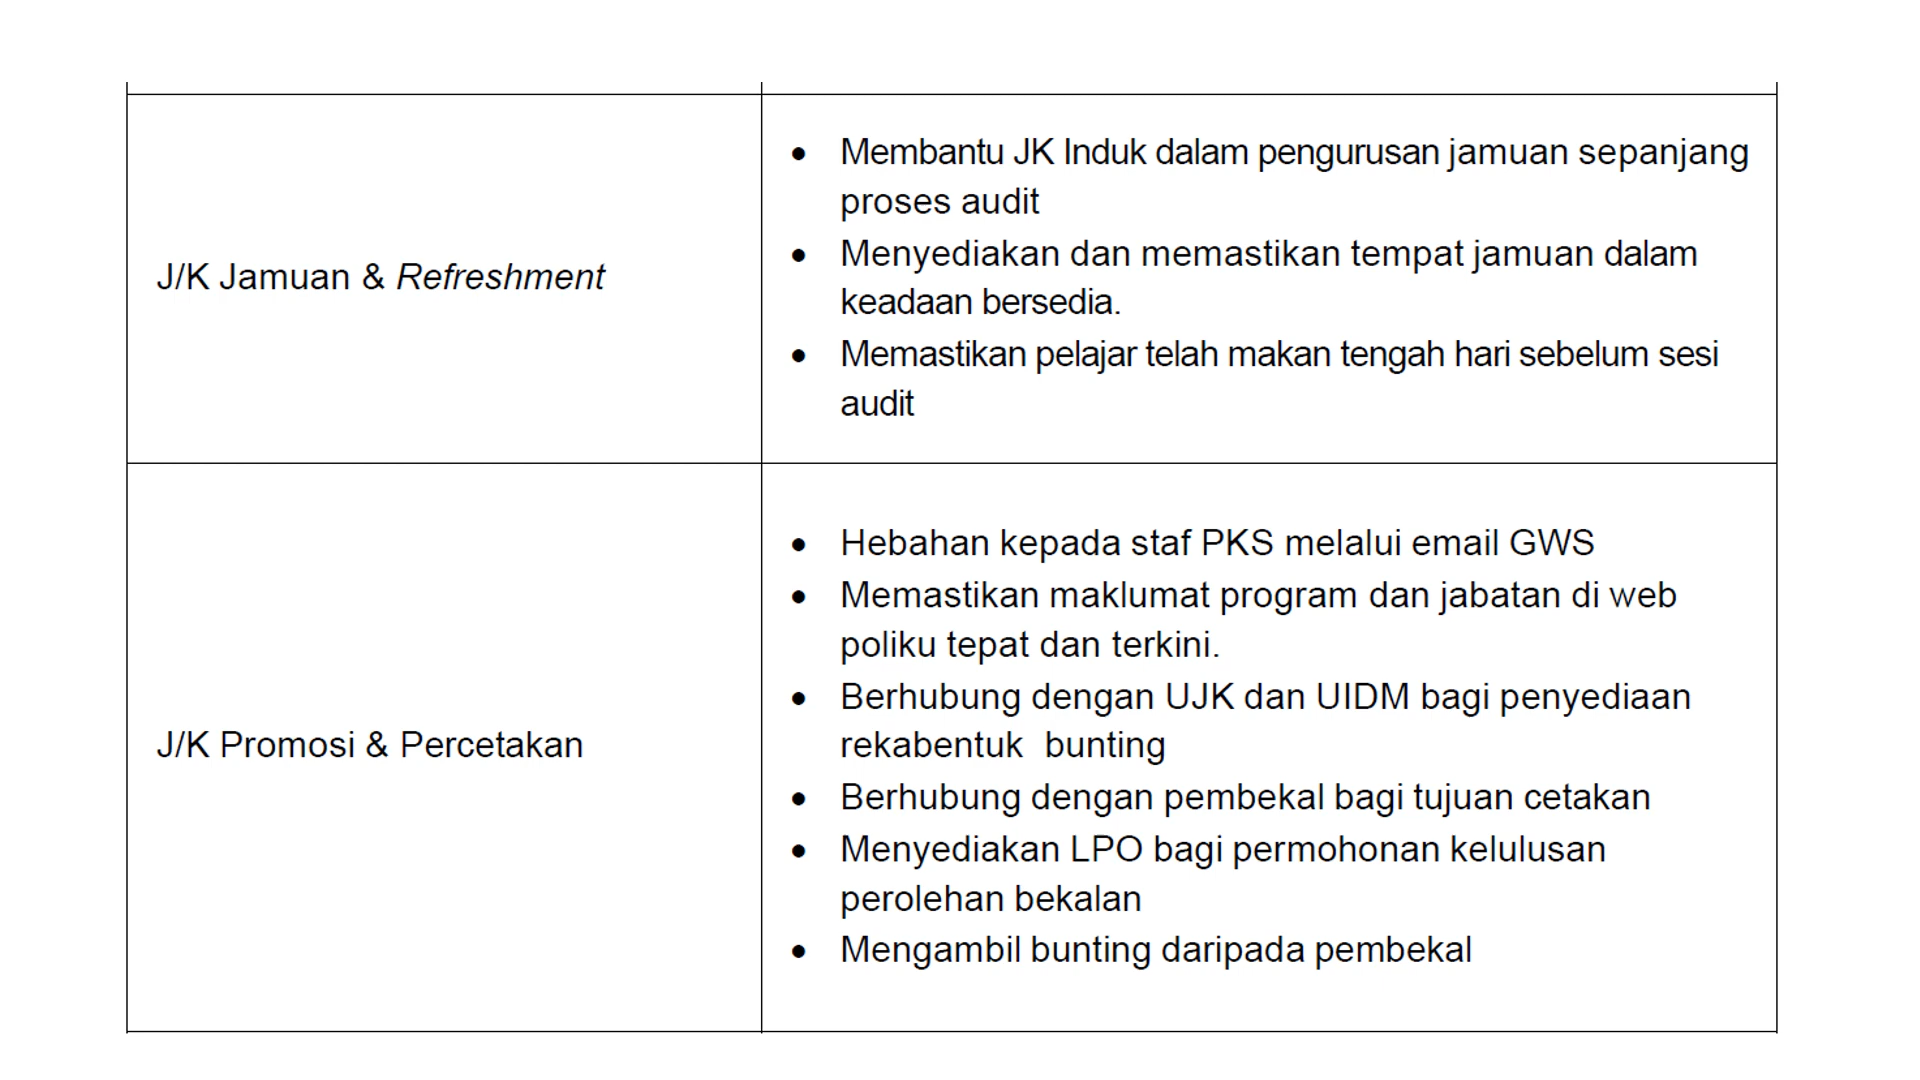 J/K Jamuan & Refreshment
• Membantu JK Induk dalam pengurusan jamuan sepanjang
proses audit
• Menyediakan dan memastikan tempat jamuan dalam
keadaan bersedia.
• Memastikan pelajar telah makan tengah hari sebelum sesi
audit
J/K Promosi & Percetakan
• Hebahan kepada staf PKS melalui email GWS
• Memastikan maklumat program dan jabatan di web
poliku tepat dan terkini.
• Berhubung dengan UJK dan UIDM bagi penyediaan
rekabentuk  bunting
• Berhubung dengan pembekal bagi tujuan cetakan
• Menyediakan LPO bagi permohonan kelulusan
perolehan bekalan
• Mengambil bunting daripada pembekal